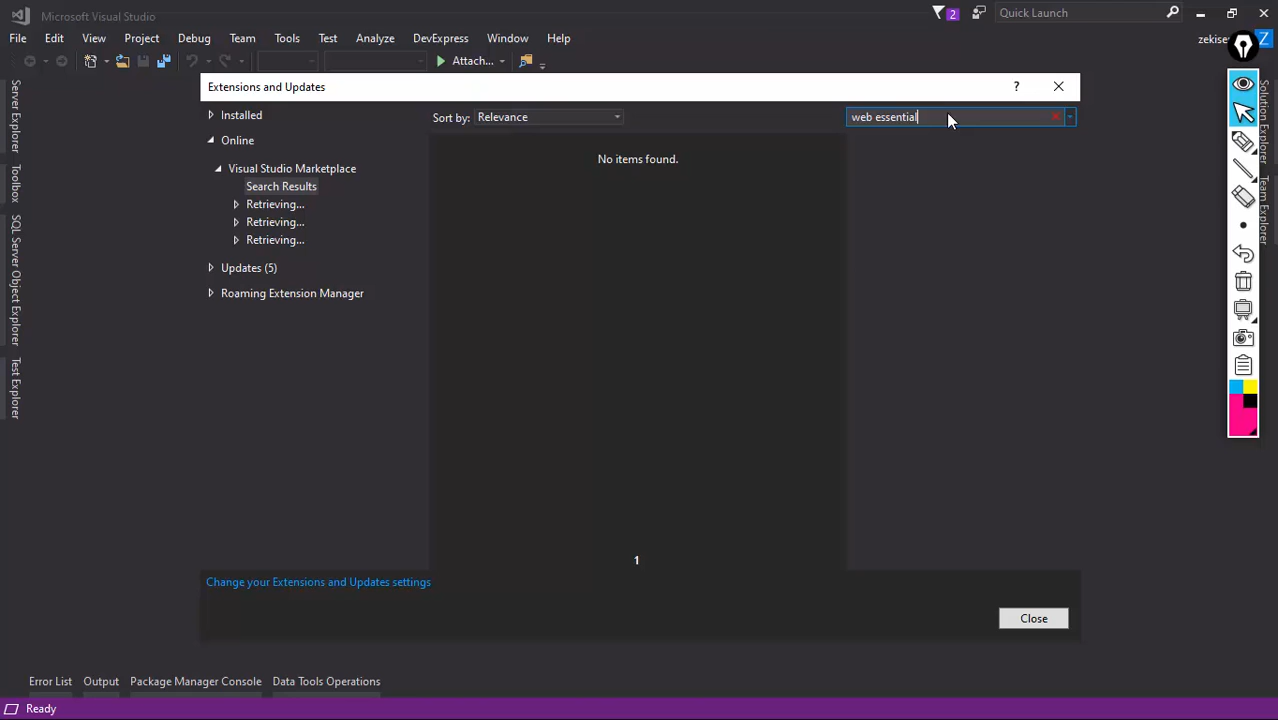 Microsoft Visual Studio
2
Quick Launch
File Edit View Project Debug Team Tools Test Analyze DevExpress Window Help
zekise
Z
Attach...
Extensions and Updates
?
Installed
Sort by: Relevance
web essential
Online
No items found.
Visual Studio Marketplace
Search Results
Retrieving...
Retrieving...
Retrieving...
Updates (5)
Roaming Extension Manager
1
Change your Extensions and Updates settings
Close
Server Explorer
Toolbox
SQL Server Object Explorer
Test Explorer
Solution Explorer
Team Explorer
Error List Output Package Manager Console Data Tools Operations
Ready